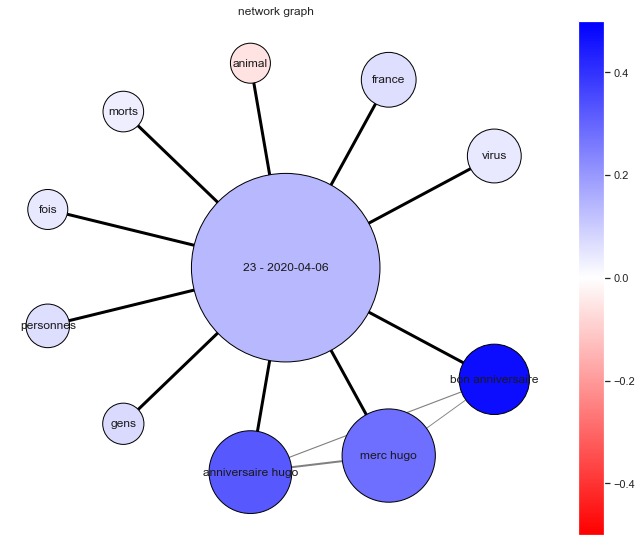 network graph
animal
france
morts
virus
fois
23 - 2020-04-06
personnes
bon anniversaire
gens
merc hugo
anniversaire hugo
0.4
0.2
0.0
−0.2
−0.4